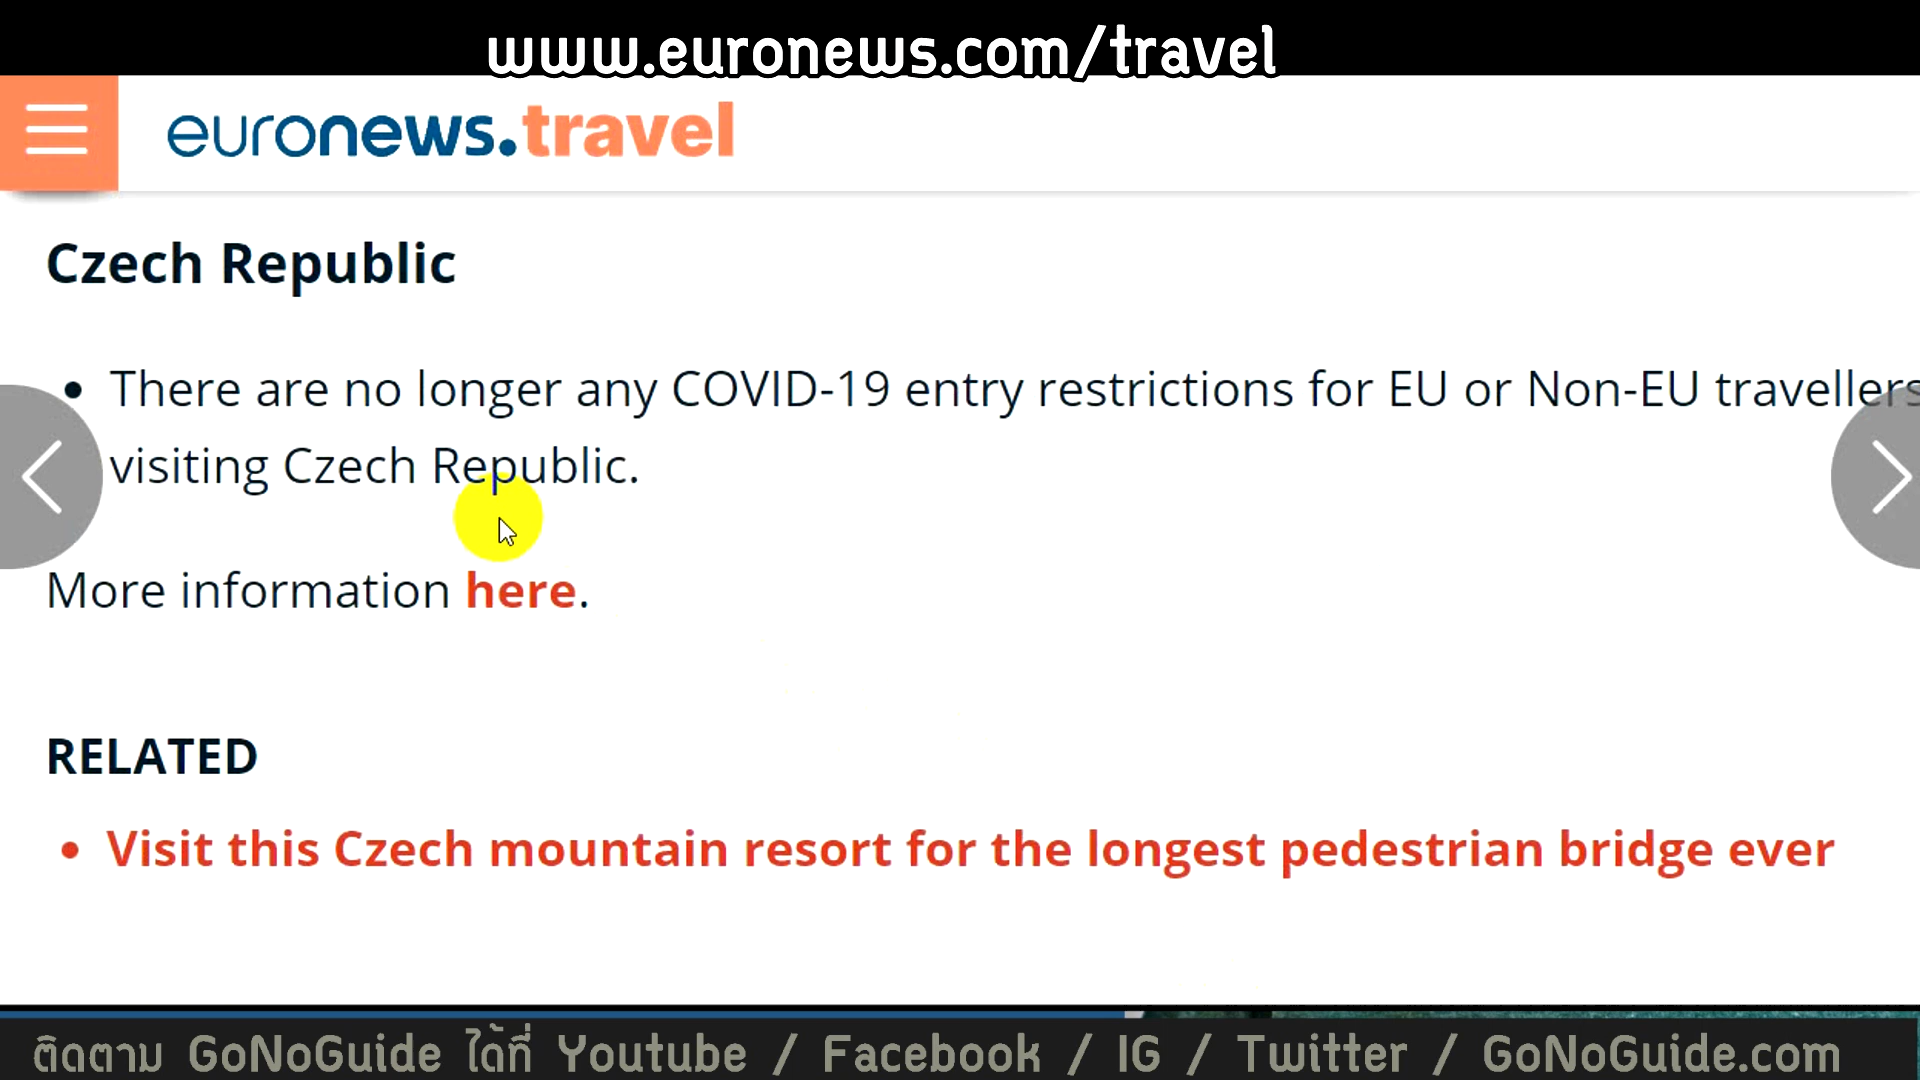 www.euronews.com/travel
euronews.travel
Czech Republic
• There are no longer any COVID-19 entry restrictions for EU or Non-EU travellers
visiting Czech Republic.
More information here.
RELATED
• Visit this Czech mountain resort for the longest pedestrian bridge ever
ติดตาม GoNoGuide ได้ที่ Youtube / Facebook / IG / Twitter / GoNoGuide.com